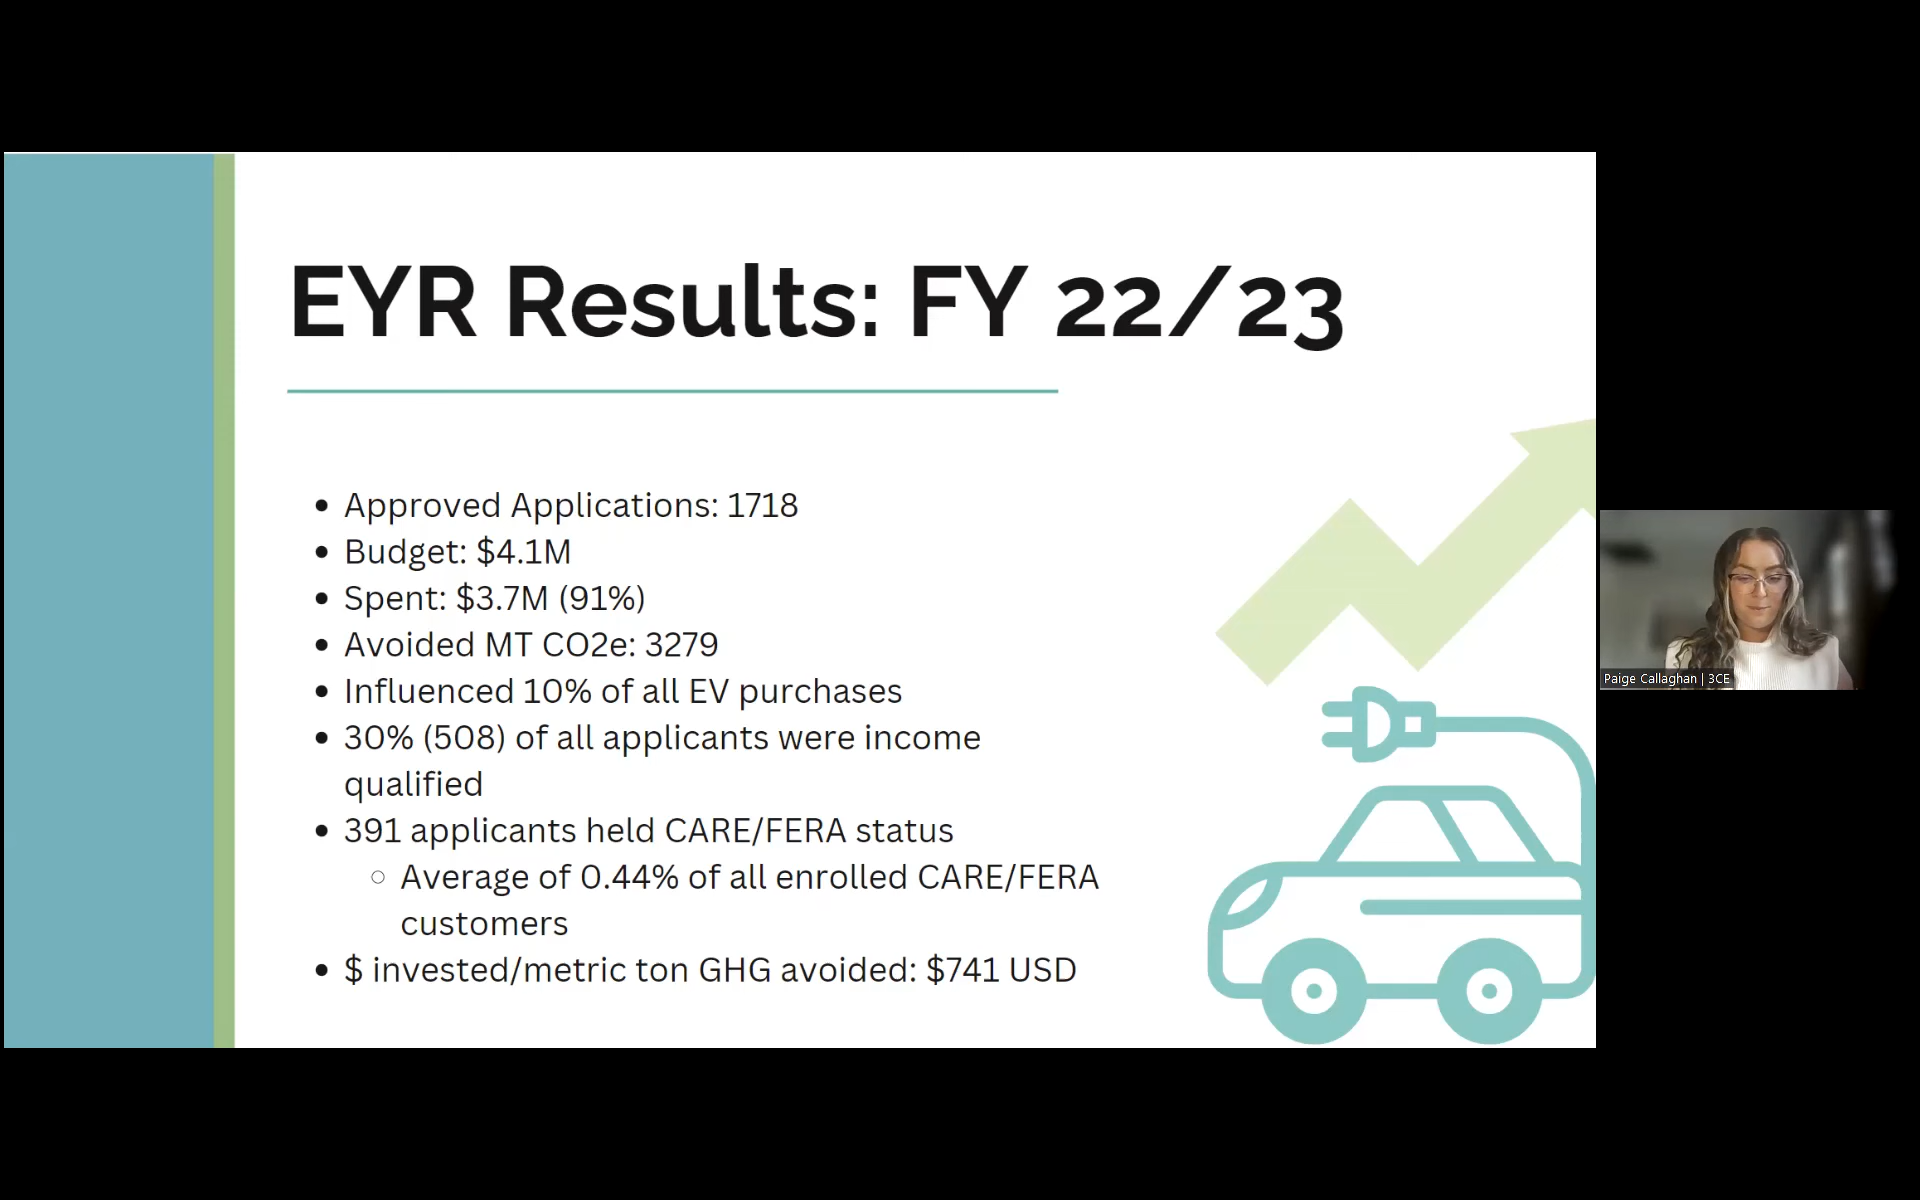 EYR Results: FY 22/23
• Approved Applications: 1718
• Budget: $4.1M
• Spent: $3.7M (91%)
• Avoided MT CO2e: 3279
• Influenced 10% of all EV purchases
• 30% (508) of all applicants were income
qualified
• 391 applicants held CARE/FERA status
○ Average of 0.44% of all enrolled CARE/FERA
customers
• $ invested/metric ton GHG avoided: $741 USD
Paige Callaghan | 3CE